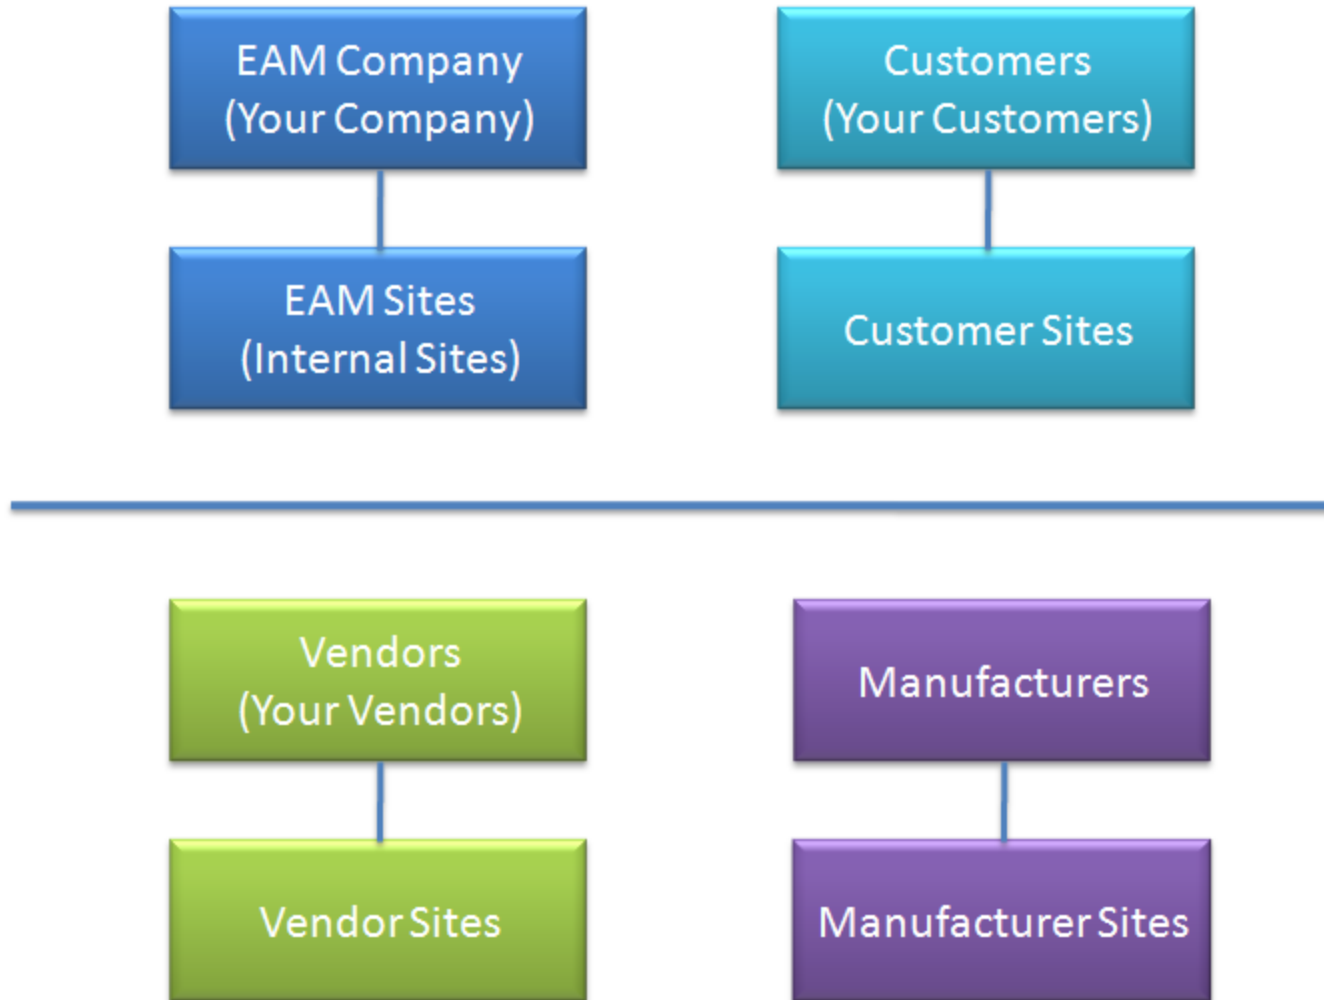 EAM Company
(Your Company)
Customers
(Your Customers)
EAM Sites
(Internal Sites)
Customer Sites
Vendors
(Your Vendors)
Manufacturers
Vendor Sites
Manufacturer Sites